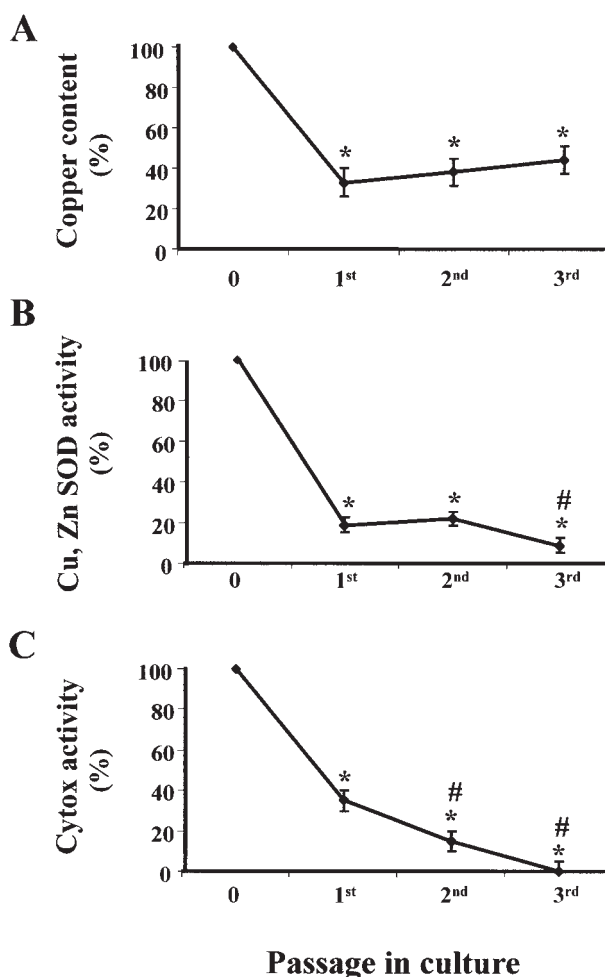 A
Copper content
(%)
100
80
60
40
20
0
* * *
0 1st 2nd 3rd
B
Cu, Zn SOD activity
(%)
100
80
60
40
20
0
#
* * *
0 1st 2nd 3rd
C
Cytox activity
(%)
100
80
60
40
20
0
# #
* * *
0 1st 2nd 3rd
Passage in culture